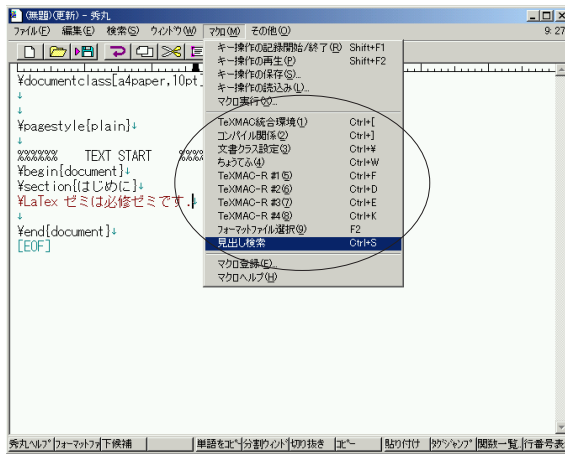 (無題)(更新) - 秀丸
ファイル(F) 編集(E) 検索(S) ウィンドウ(W) マクロ(M) その他(O) 9: 27
¥documentclass[a4paper,10pt]
↓
↓
¥pagestyle{plain}↓
↓
%%%%%% TEXT START %%%%
¥begin{document}↓
¥section{はじめに}↓
¥LaTex ゼミは必修ゼミです.↓
↓
¥end{document}↓
[EOF]
キー操作の記録開始/終了(R) Shift+F1
キー操作の再生(P) Shift+F2
キー操作の保存(S)...
キー操作の読込み(L)...
マクロ実行(X)...
TeXMAC統合環境(1) Ctrl+[
コンパイル関係(2) Ctrl+]
文書クラス設定(3) Ctrl+¥
ちょうてふ(4) Ctrl+W
TeXMAC-R #1(5) Ctrl+F
TeXMAC-R #2(6) Ctrl+D
TeXMAC-R #3(7) Ctrl+E
TeXMAC-R #4(8) Ctrl+K
フォーマットファイル選択(9) F2
見出し検索 Ctrl+S
マクロ登録(E)...
マクロヘルプ(H)
秀丸ヘルプ フォーマットファ 下候補 単語をコピ 分割ウィンド 切り抜き コピー 貼り付け タグジャンプ 関数一覧. 行番号表